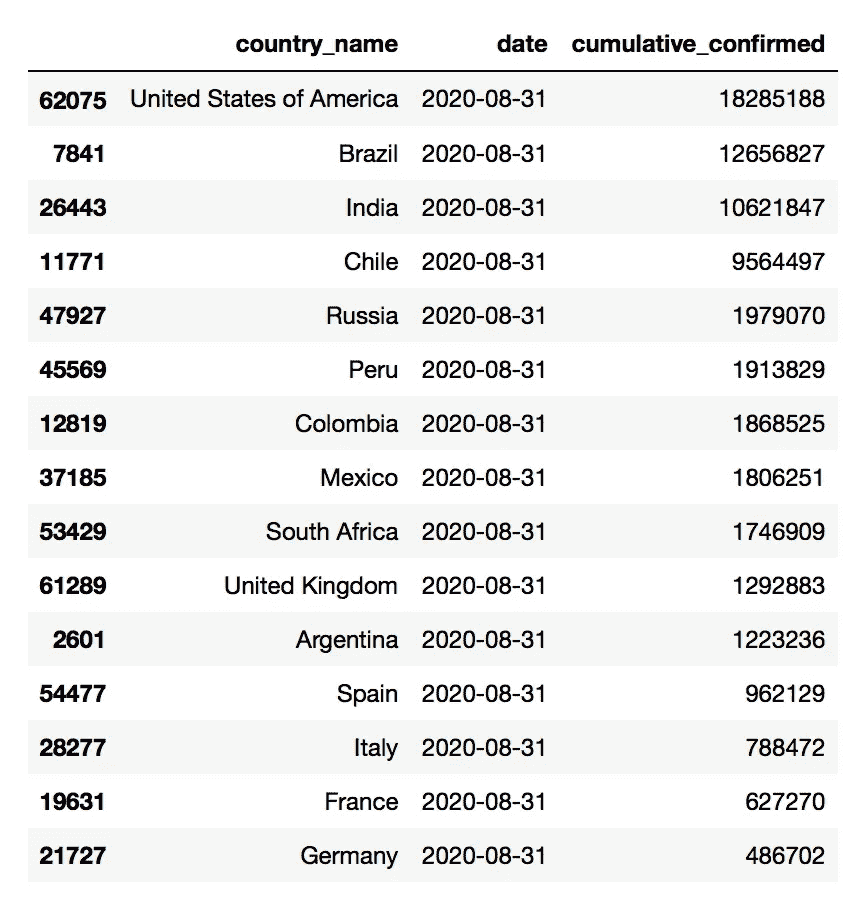 country_name date cumulative_confirmed
62075 United States of America 2020-08-31 18285188
7841 Brazil 2020-08-31 12656827
26443 India 2020-08-31 10621847
11771 Chile 2020-08-31 9564497
47927 Russia 2020-08-31 1979070
45569 Peru 2020-08-31 1913829
12819 Colombia 2020-08-31 1868525
37185 Mexico 2020-08-31 1806251
53429 South Africa 2020-08-31 1746909
61289 United Kingdom 2020-08-31 1292883
2601 Argentina 2020-08-31 1223236
54477 Spain 2020-08-31 962129
28277 Italy 2020-08-31 788472
19631 France 2020-08-31 627270
21727 Germany 2020-08-31 486702